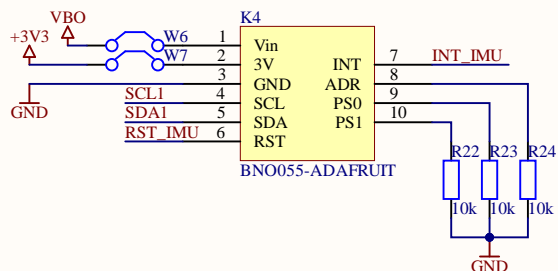 K4
VBO
W6
1
Vin
+3V3
W7
2
3V
INT
7
INT_IMU
3
GND
ADR
8
SCL1
4
SCL
PS0
9
GND
SDA1
5
SDA
PS1
10
RST_IMU
6
RST
BNO055-ADAFRUIT
R22
R23
R24
10k
10k
10k
GND